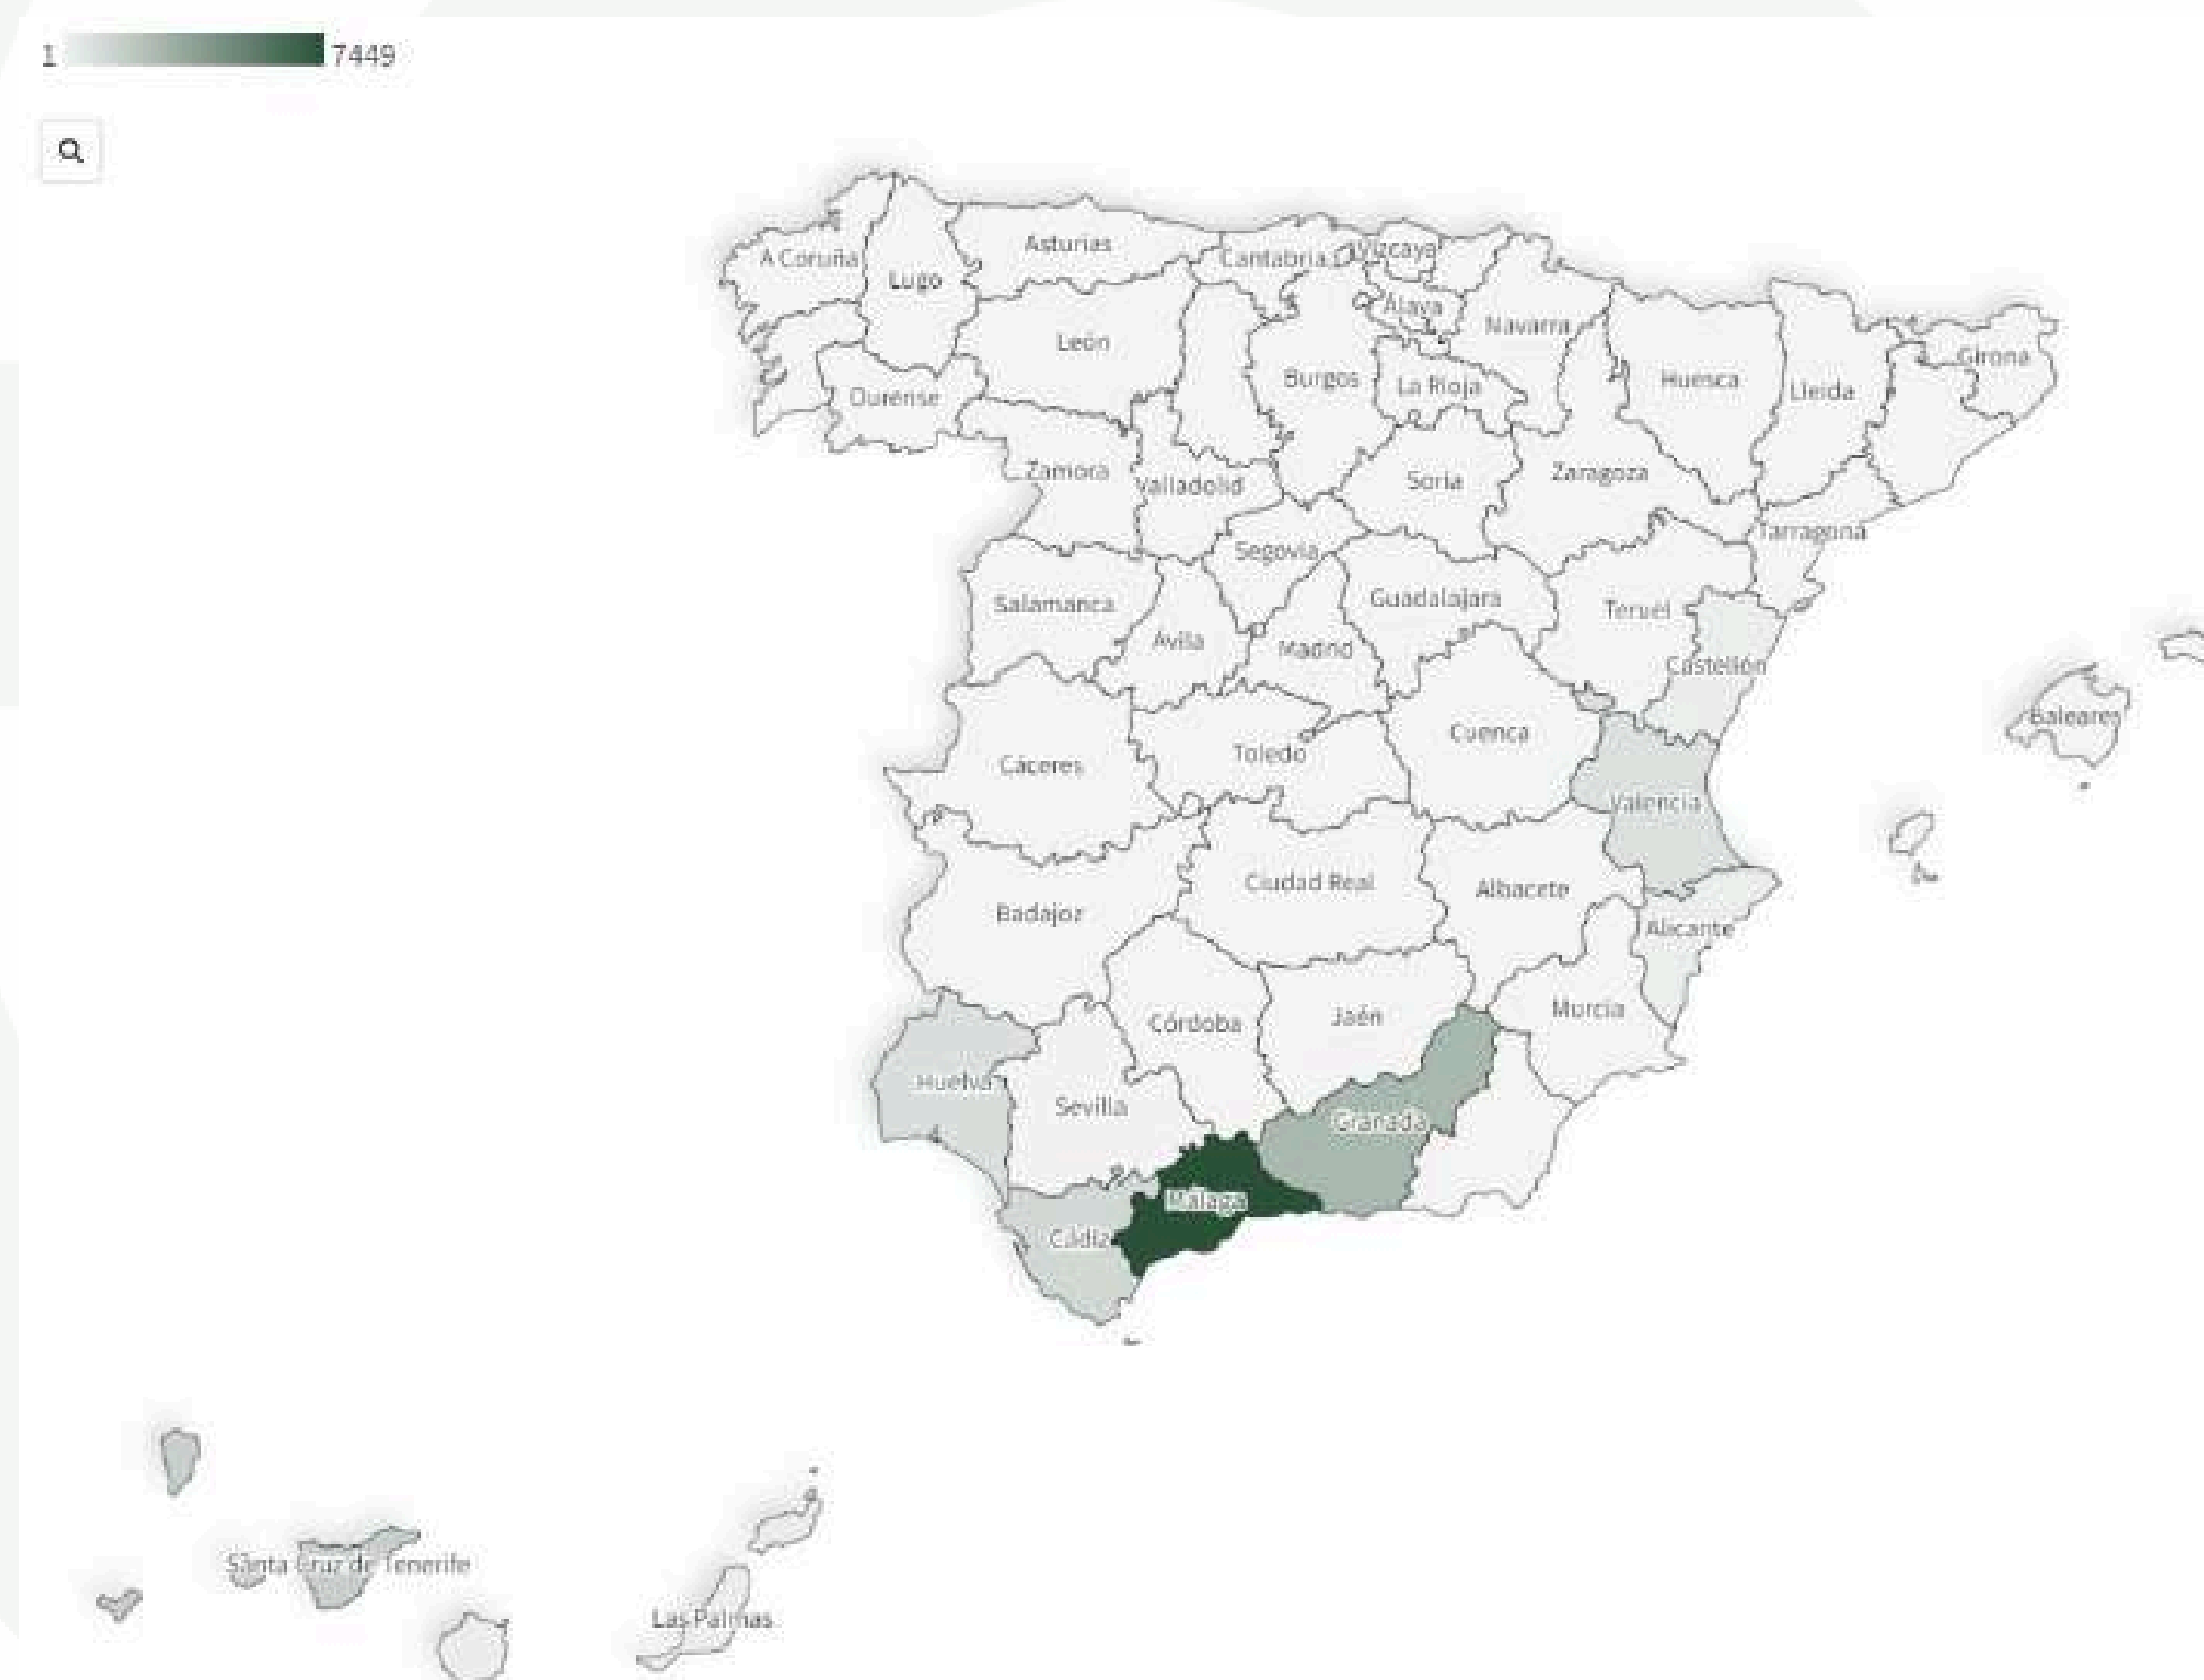 1 7449
Asturias
A Coruña
Cantabria
Vizcaya
Lugo
Álava
Navarra
León
Girona
Burgos
La Rioja
Huesca
Lleida
Ourense
Zamora
Valladolid
Soria
Zaragoza
Tarragona
Segovia
Salamanca
Guadalajara
Teruel
Ávila
Madrid
Castellón
Baleares
Cuenca
Toledo
Cáceres
Valencia
Ciudad Real
Albacete
Badajoz
Alicante
Murcia
Córdoba
Jaén
Huelva
Sevilla
Granada
Málaga
Cádiz
Santa Cruz de Tenerife
Las Palmas